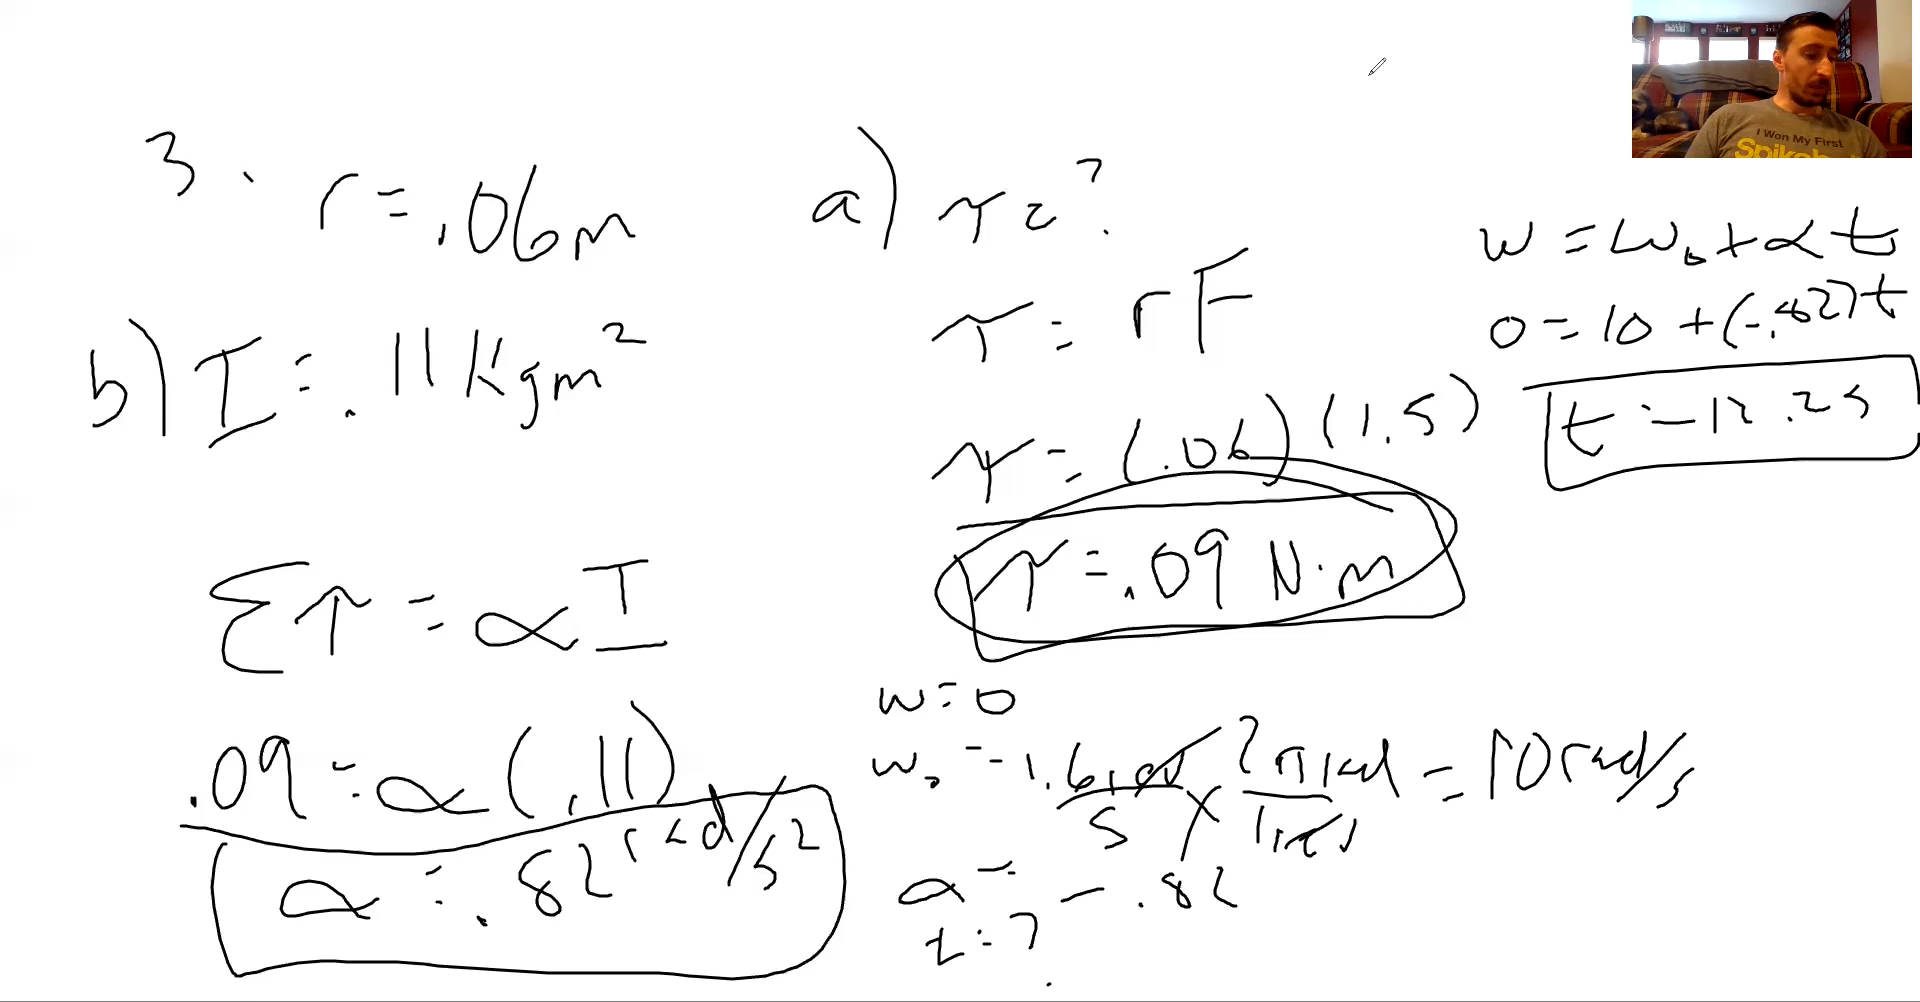 3. r = .06m
b) I = .11 Kgm²
Στ = αI
.09 = α(.11)
α = .82 rad/s²
a) τ = ?
τ = rF
τ = (.06)(1.5)
τ = .09 N·m
w = 0
w₀ = 1.6 rev/s × 2π rad/1 rev = 10 rad/s
α = -.82
t = ?
w = w₀ + αt
0 = 10 + (-.82)t
t = 12.2s
I Won My First